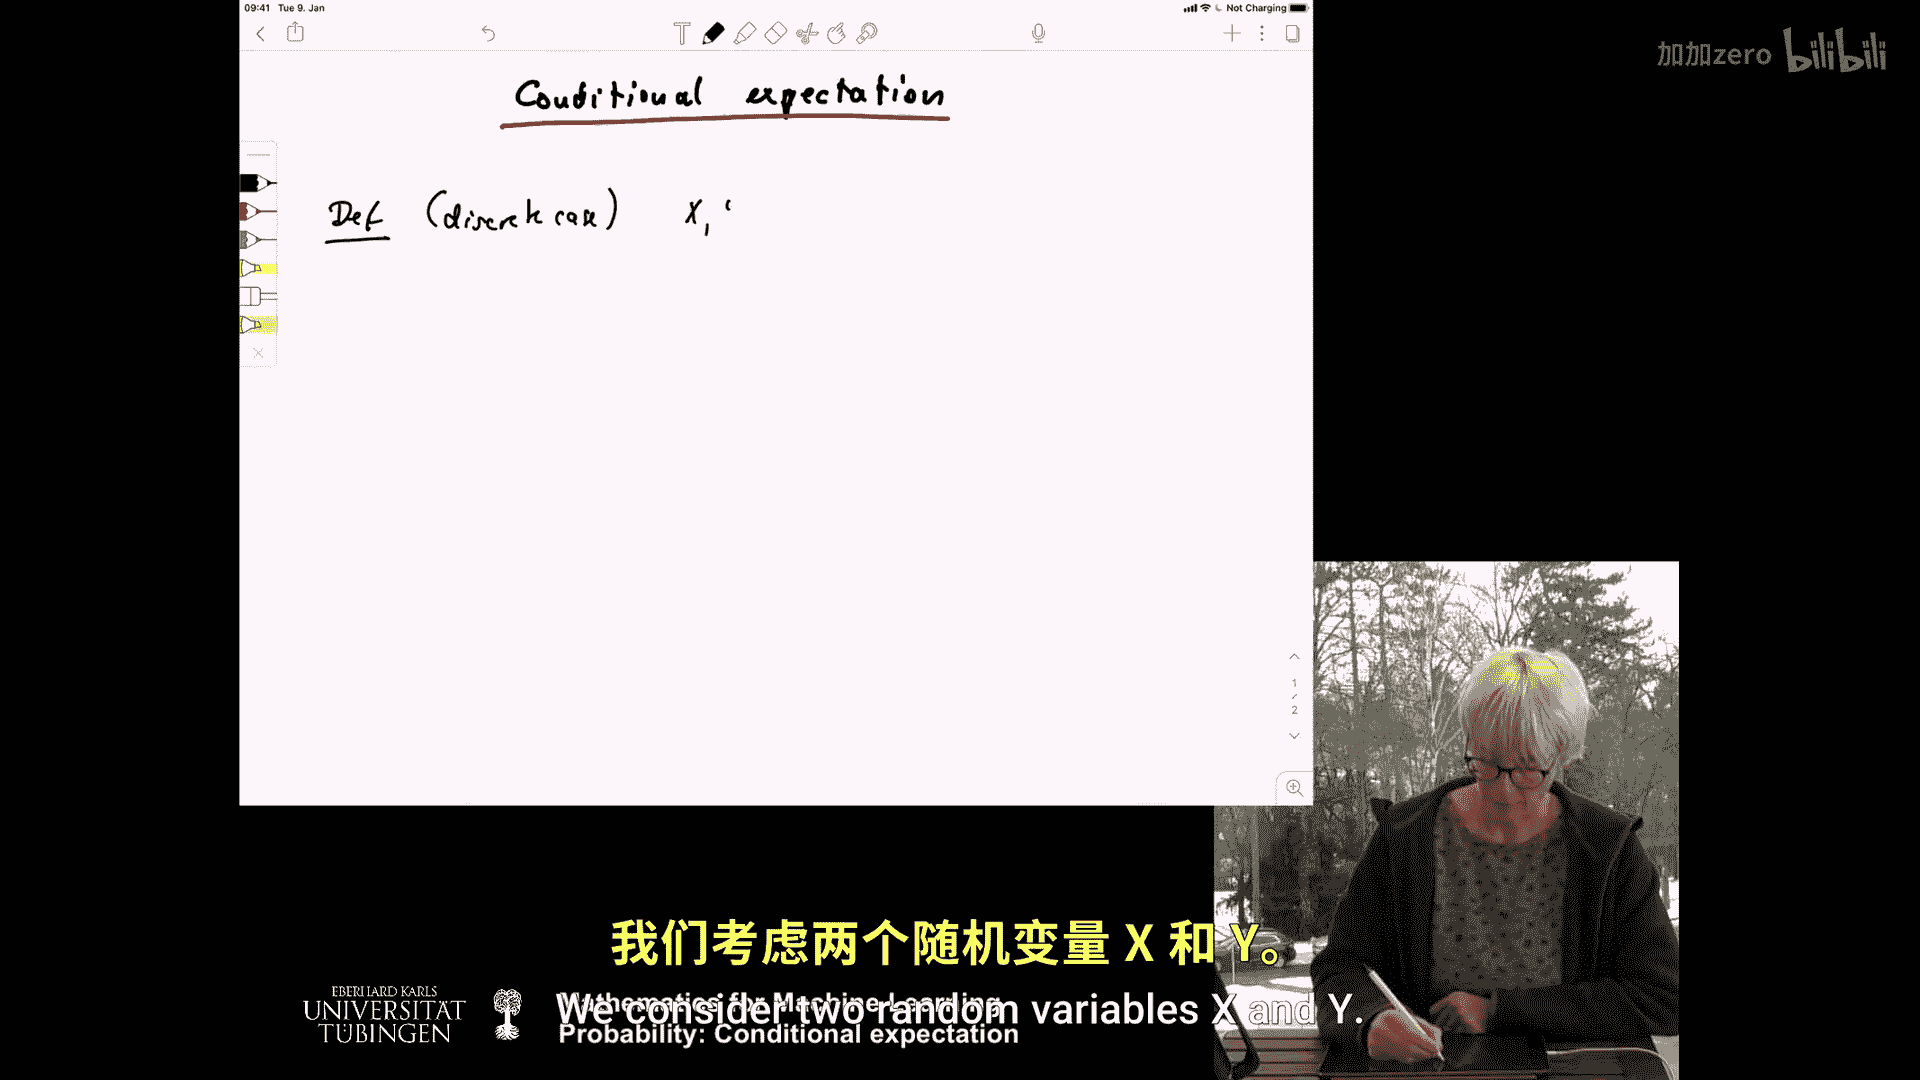 09:41 Tue 9. Jan
Not Charging
加加zero bilibili
Conditional expectation
Def (discrete case) X,
1
2
我们考虑两个随机变量 X 和 Y。
We consider two random variables X and Y.
EBERHARD KARLS
UNIVERSITÄT
TÜBINGEN
Mathematics for Machine Learning
Probability: Conditional expectation